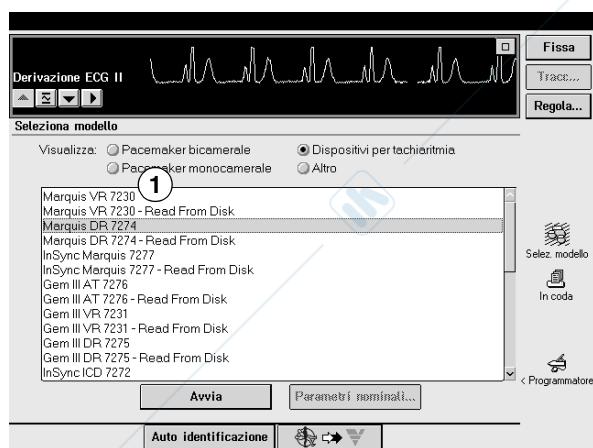 Derivazione ECG II
Fissa
Tracc...
Regola...
Seleziona modello
Visualizza:
Pacemaker bicamerale
Dispositivi per tachiaritmia
Pacemaker monocamerale
Altro
1
Marquis VR 7230
Marquis VR 7230 - Read From Disk
Marquis DR 7274
Marquis DR 7274 - Read From Disk
InSync Marquis 7277
InSync Marquis 7277 - Read From Disk
Gem III AT 7276
Gem III AT 7276 - Read From Disk
Gem III VR 7231
Gem III VR 7231 - Read From Disk
Gem III DR 7275
Gem III DR 7275 - Read From Disk
InSync ICD 7272
Selez. modello
In coda
< Programmatore
Avvia
Parametri nominali...
Auto identificazione